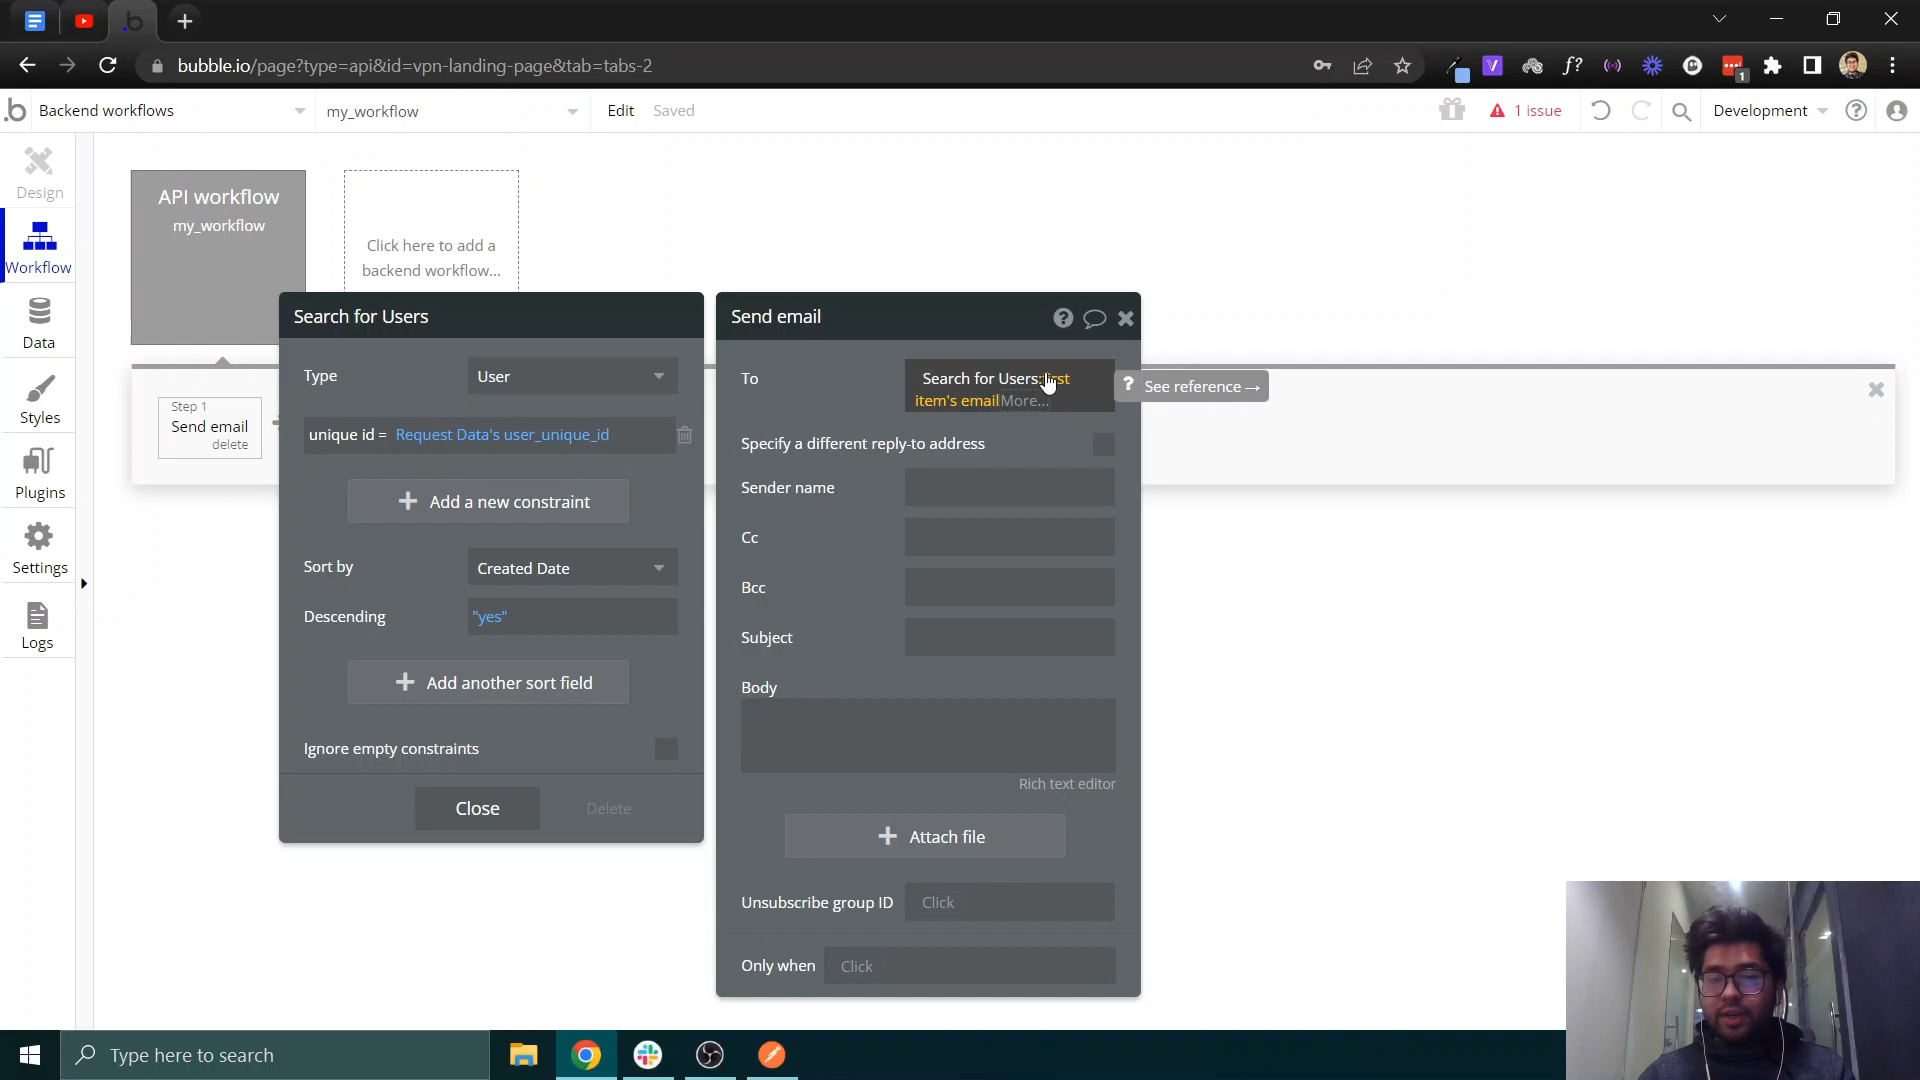 bubble.io/page?type=api&id=vpn-landing-page&tab=tabs-2
f?
1
b Backend workflows
my_workflow
Edit
Saved
1 issue
Development
Design
Workflow
Data
Styles
Plugins
Settings
Logs
API workflow
my_workflow
Click here to add a
backend workflow...
Step 1
Send email
delete
Search for Users
Type
User
unique id = Request Data's user_unique_id
+ Add a new constraint
Sort by
Created Date
Descending
"yes"
+ Add another sort field
Ignore empty constraints
Close
Delete
Send email
To
Search for Users:first
item's email More...
? See reference →
Specify a different reply-to address
Sender name
Cc
Bcc
Subject
Body
Rich text editor
+ Attach file
Unsubscribe group ID
Click
Only when
Click
Type here to search